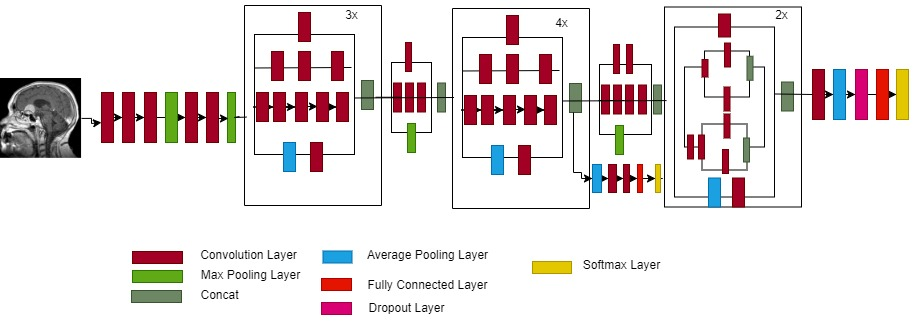 3x
4x
2x
Convolution Layer
Max Pooling Layer
Concat
Average Pooling Layer
Fully Connected Layer
Dropout Layer
Softmax Layer